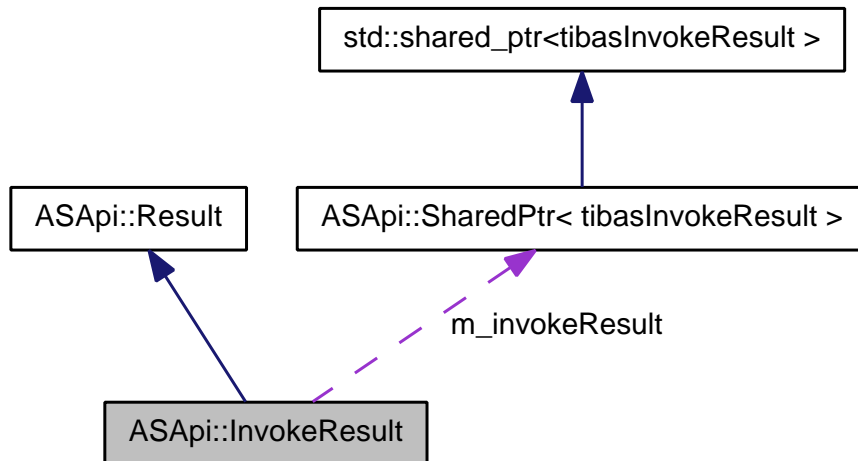 std::shared_ptr<tibasInvokeResult >
ASApi::Result
ASApi::SharedPtr< tibasInvokeResult >
m_invokeResult
ASApi::InvokeResult